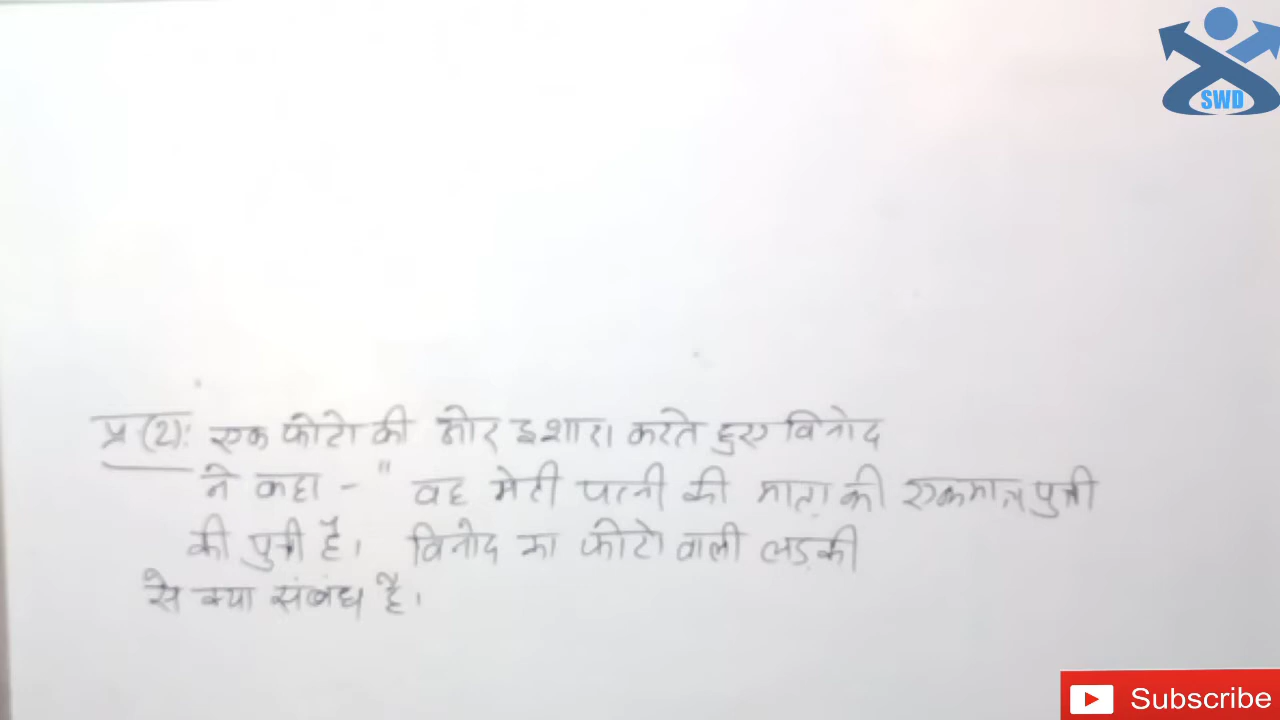 SWD
प्र (2): एक फोटो की ओर इशारा करते हुए विनोद
ने कहा - " वह मेरी पत्नी की माता की एकमात्र पुत्री
की पुत्री है। विनोद का फोटो वाली लड़की
से क्या संबंध है।
Subscribe